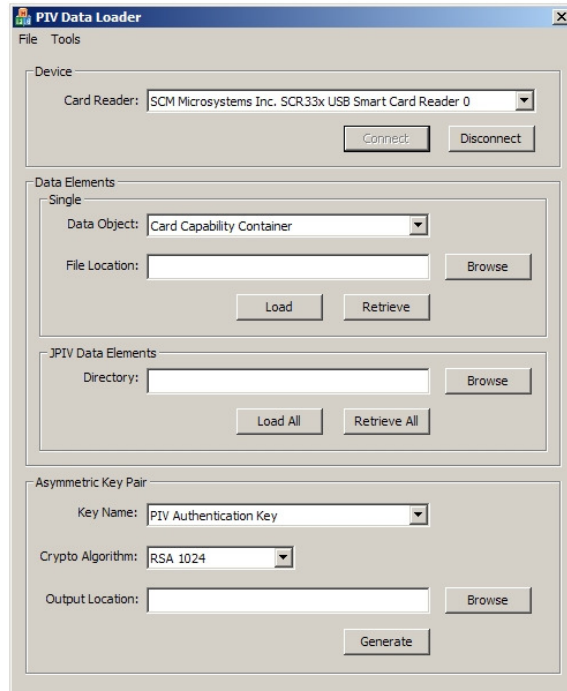 PIV Data Loader
File Tools
Device
Card Reader: SCM Microsystems Inc. SCR33x USB Smart Card Reader 0
Connect Disconnect
Data Elements
Single
Data Object: Card Capability Container
File Location: Browse
Load Retrieve
JPIV Data Elements
Directory: Browse
Load All Retrieve All
Asymmetric Key Pair
Key Name: PIV Authentication Key
Crypto Algorithm: RSA 1024
Output Location: Browse
Generate